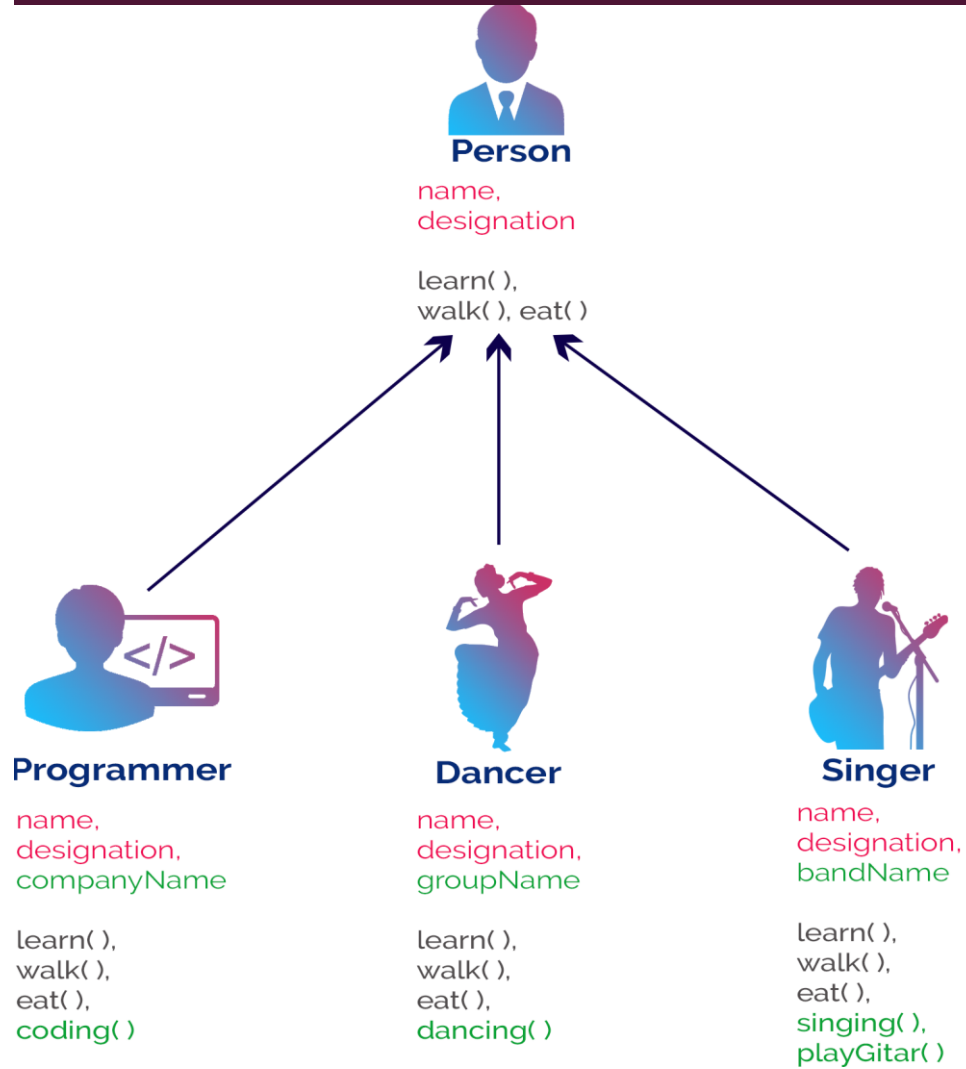 Person
name,
designation
learn( ),
walk( ), eat( )
</>
Programmer
name,
designation,
companyName
learn( ),
walk( ),
eat( ),
coding( )
Dancer
name,
designation,
groupName
learn( ),
walk( ),
eat( ),
dancing( )
Singer
name,
designation,
bandName
learn( ),
walk( ),
eat( ),
singing( ),
playGitar( )